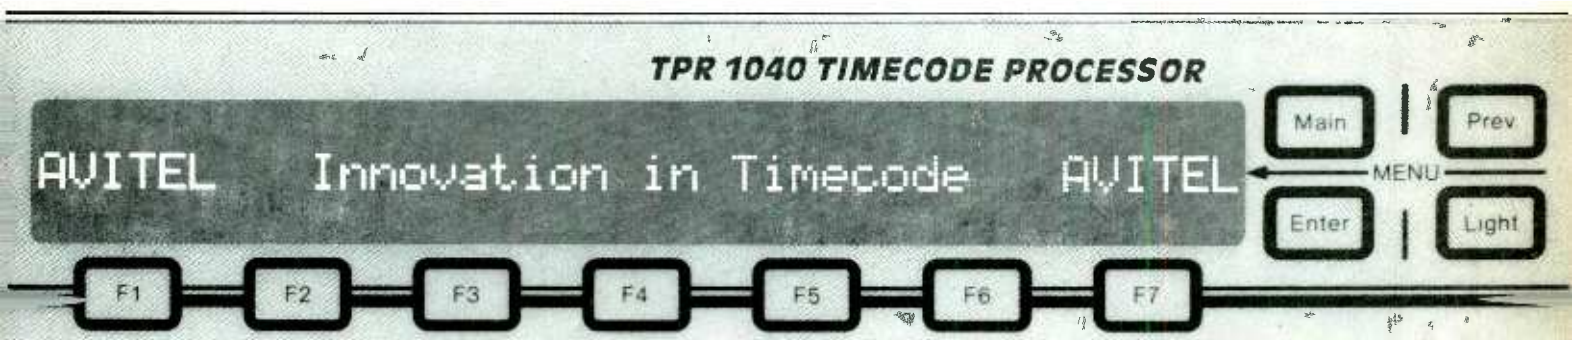 TPR 1040 TIMECODE PROCESSOR
AVITEL Innovation in Timecode AVITEL
Main Prev
MENU
Enter Light
F1 F2 F3 F4 F5 F6 F7